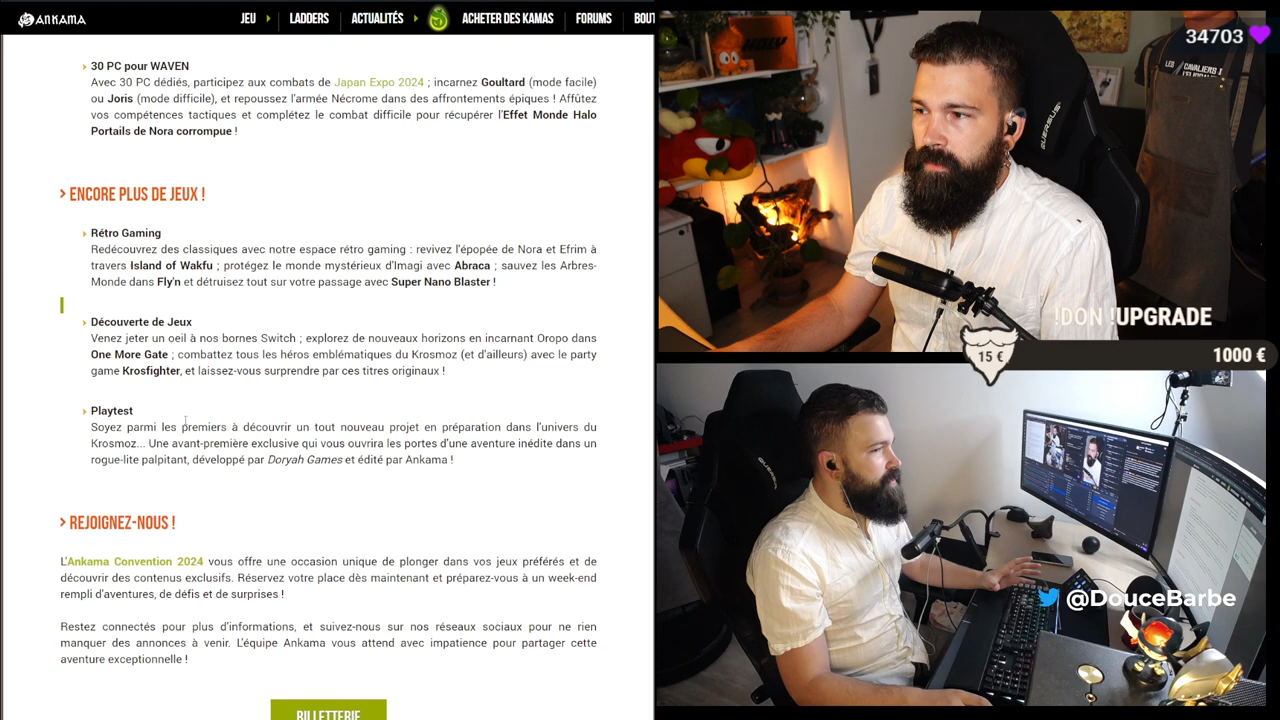 ANKAMA
JEU
LADDERS
ACTUALITÉS
ACHETER DES KAMAS
FORUMS
BOUT
30 PC pour WAVEN
Avec 30 PC dédiés, participez aux combats de Japan Expo 2024 ; incarnez Goultard (mode facile)
ou Joris (mode difficile), et repoussez l'armée Nécrome dans des affrontements épiques ! Affûtez
vos compétences tactiques et complétez le combat difficile pour récupérer l'Effet Monde Halo
Portails de Nora corrompue !
ENCORE PLUS DE JEUX !
Rétro Gaming
Redécouvrez des classiques avec notre espace rétro gaming : revivez l'épopée de Nora et Efrim à
travers Island of Wakfu ; protégez le monde mystérieux d'Imagi avec Abraca ; sauvez les Arbres-
Monde dans Fly'n et détruisez tout sur votre passage avec Super Nano Blaster !
Découverte de Jeux
Venez jeter un oeil à nos bornes Switch ; explorez de nouveaux horizons en incarnant Oropo dans
One More Gate ; combattez tous les héros emblématiques du Krosmoz (et d'ailleurs) avec le party
game Krosfighter, et laissez-vous surprendre par ces titres originaux !
Playtest
Soyez parmi les premiers à découvrir un tout nouveau projet en préparation dans l'univers du
Krosmoz... Une avant-première exclusive qui vous ouvrira les portes d'une aventure inédite dans un
rogue-lite palpitant, développé par Doryah Games et édité par Ankama !
REJOIGNEZ-NOUS !
L'Ankama Convention 2024 vous offre une occasion unique de plonger dans vos jeux préférés et de
découvrir des contenus exclusifs. Réservez votre place dès maintenant et préparez-vous à un week-end
rempli d'aventures, de défis et de surprises !
Restez connectés pour plus d'informations, et suivez-nous sur nos réseaux sociaux pour ne rien
manquer des annonces à venir. L'équipe Ankama vous attend avec impatience pour partager cette
aventure exceptionnelle !
BILLETTERIE
34703
!DON !UPGRADE
15 €
1000 €
@DouceBarbe